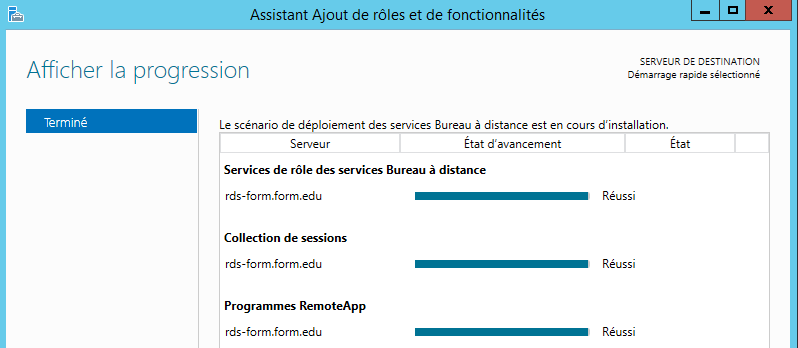 Assistant Ajout de rôles et de fonctionnalités
Afficher la progression
SERVEUR DE DESTINATION
Démarrage rapide sélectionné
Terminé
Le scénario de déploiement des services Bureau à distance est en cours d'installation.
Serveur État d'avancement État
Services de rôle des services Bureau à distance
rds-form.form.edu Réussi
Collection de sessions
rds-form.form.edu Réussi
Programmes RemoteApp
rds-form.form.edu Réussi